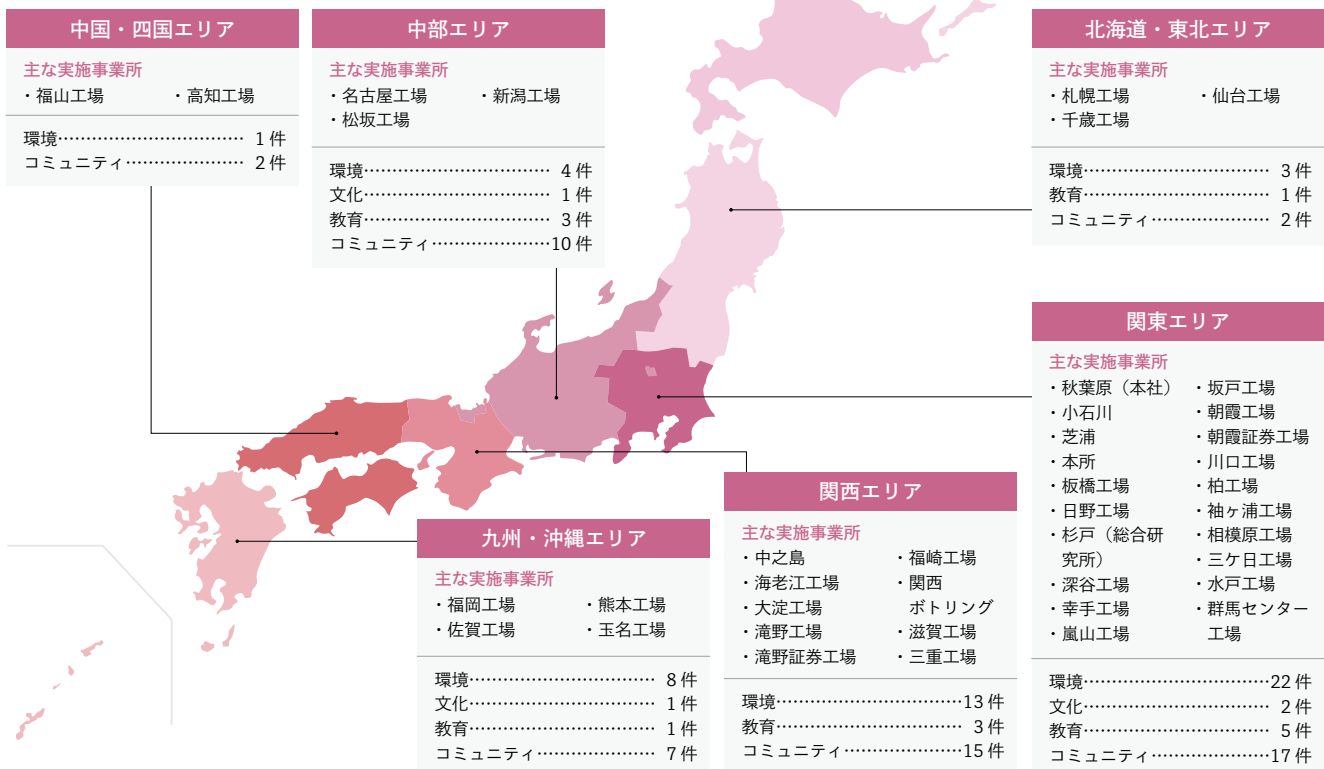 中国・四国エリア
主な実施事業所
・福山工場 ・高知工場
環境………………………… 1 件
コミュニティ……………… 2 件
中部エリア
主な実施事業所
・名古屋工場 ・新潟工場
・松坂工場
環境………………………… 4 件
文化………………………… 1 件
教育………………………… 3 件
コミュニティ………………10 件
北海道・東北エリア
主な実施事業所
・札幌工場 ・仙台工場
・千歳工場
環境………………………… 3 件
教育………………………… 1 件
コミュニティ……………… 2 件
関東エリア
主な実施事業所
・秋葉原（本社） ・坂戸工場
・小石川 ・朝霞工場
・芝浦 ・朝霞証券工場
・本所 ・川口工場
・板橋工場 ・柏工場
・日野工場 ・袖ヶ浦工場
・杉戸（総合研 ・相模原工場
究所） ・三ケ日工場
・深谷工場 ・水戸工場
・幸手工場 ・群馬センター
・嵐山工場 工場
環境…………………………22 件
文化………………………… 2 件
教育………………………… 5 件
コミュニティ………………17 件
関西エリア
主な実施事業所
・中之島 ・福崎工場
・海老江工場 ・関西
・大淀工場 ボトリング
・滝野工場 ・滋賀工場
・滝野証券工場 ・三重工場
環境…………………………13 件
教育………………………… 3 件
コミュニティ………………15 件
九州・沖縄エリア
主な実施事業所
・福岡工場 ・熊本工場
・佐賀工場 ・玉名工場
環境………………………… 8 件
文化………………………… 1 件
教育………………………… 1 件
コミュニティ……………… 7 件